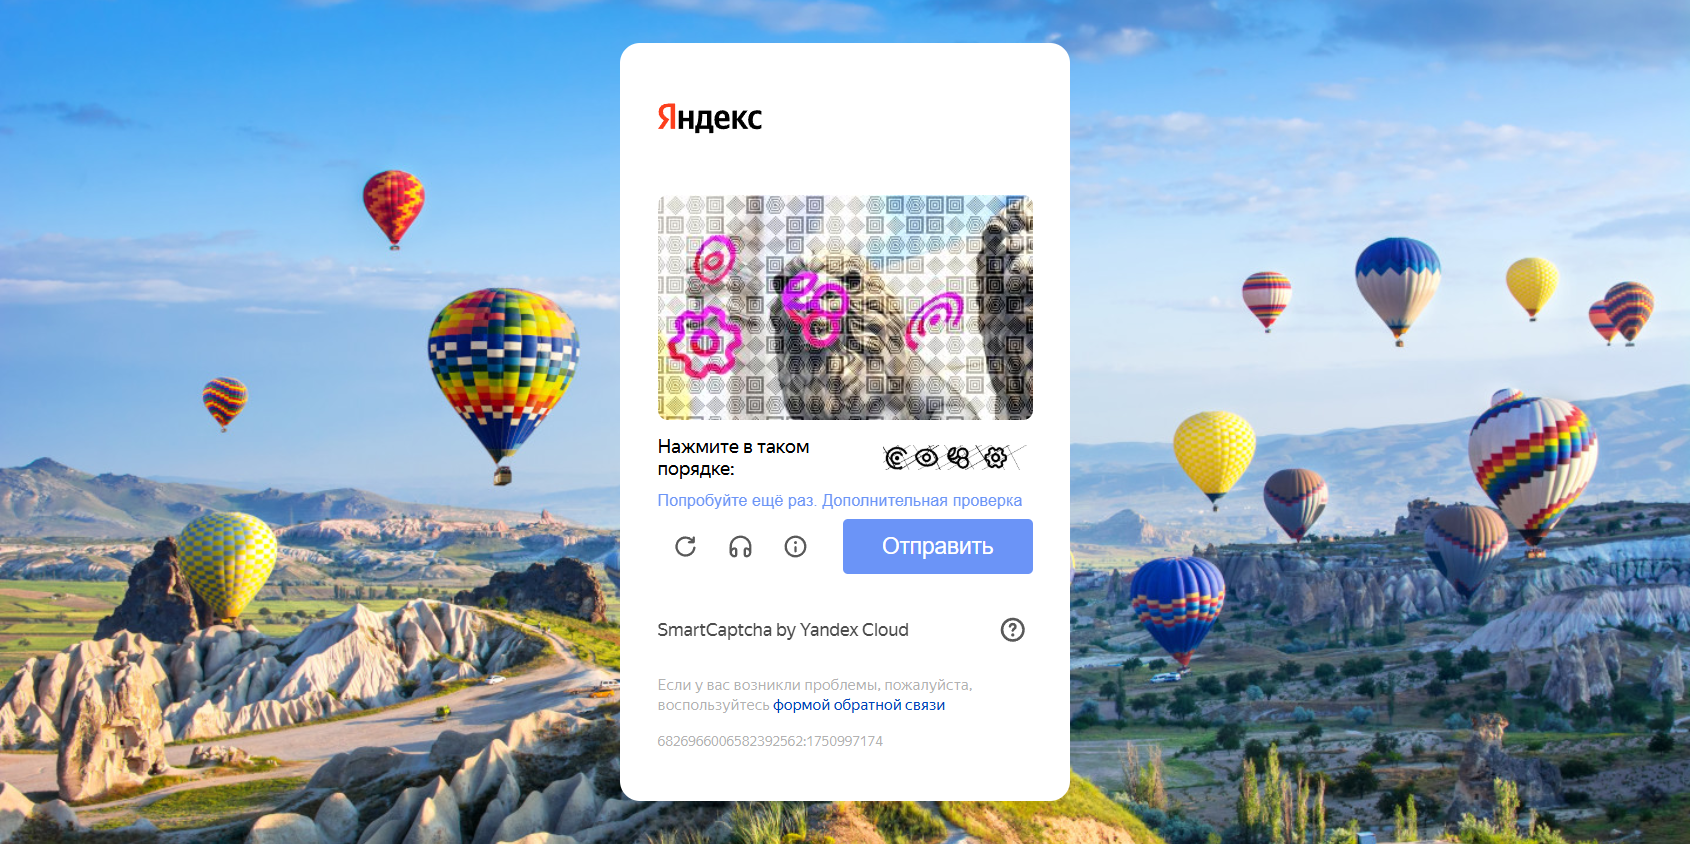 Яндекс
Нажмите в таком
порядке:
Попробуйте ещё раз. Дополнительная проверка
Отправить
SmartCaptcha by Yandex Cloud
Если у вас возникли проблемы, пожалуйста,
воспользуйтесь формой обратной связи
6826966006582392562:1750997174